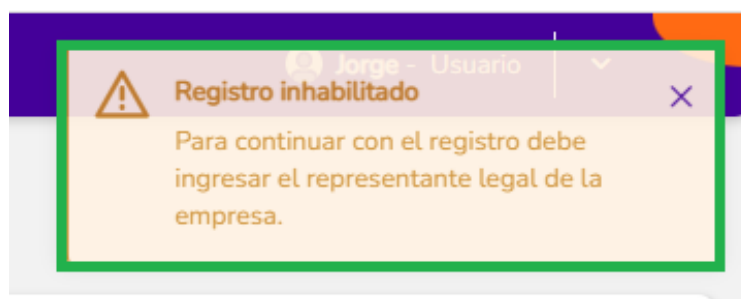 Jorge - Usuario
Registro inhabilitado
Para continuar con el registro debe
ingresar el representante legal de la
empresa.